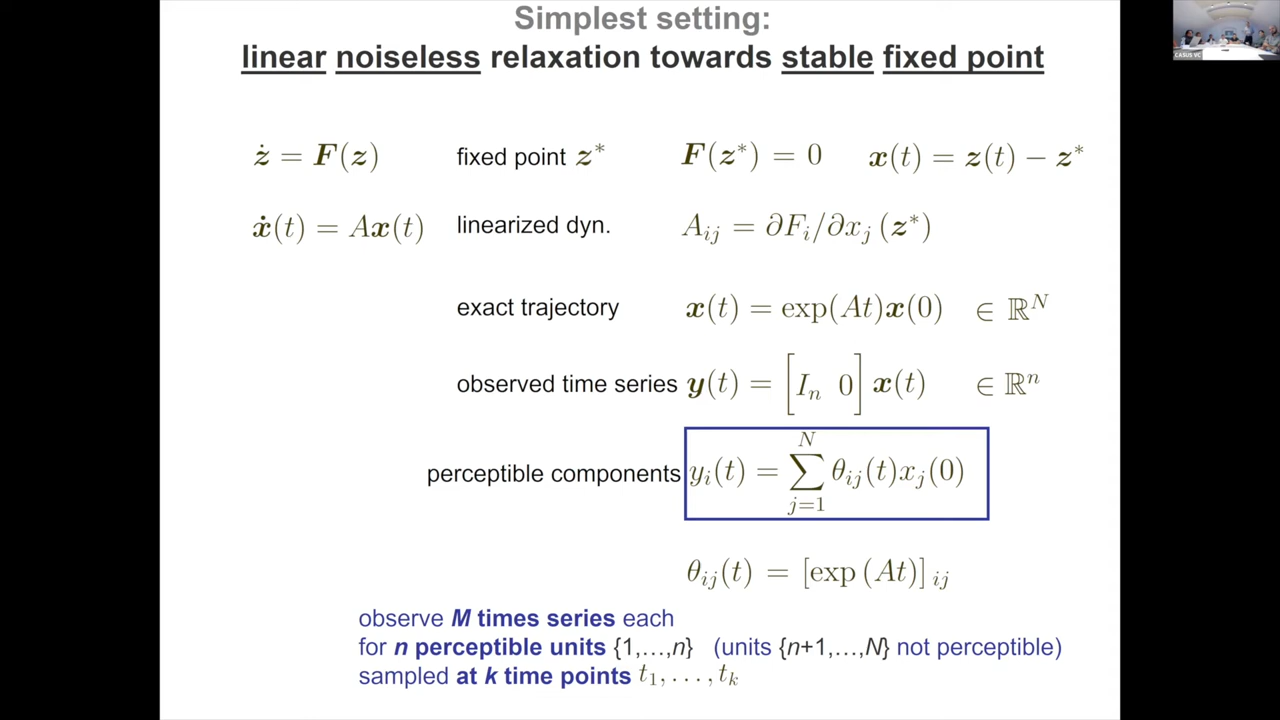 Simplest setting:
linear noiseless relaxation towards stable fixed point
CASUS VC
ż = F(z) fixed point z* F(z*) = 0 x(t) = z(t) − z*
ẋ(t) = Ax(t) linearized dyn. A_ij = ∂F_i/∂x_j (z*)
exact trajectory x(t) = exp(At)x(0) ∈ ℝ^N
observed time series y(t) = [I_n 0] x(t) ∈ ℝ^n
perceptible components y_i(t) = ∑_{j=1}^{N} θ_ij(t)x_j(0)
θ_ij(t) = [exp (At)]_ij
observe M times series each
for n perceptible units {1,…,n} (units {n+1,…,N} not perceptible)
sampled at k time points t_1, . . . , t_k